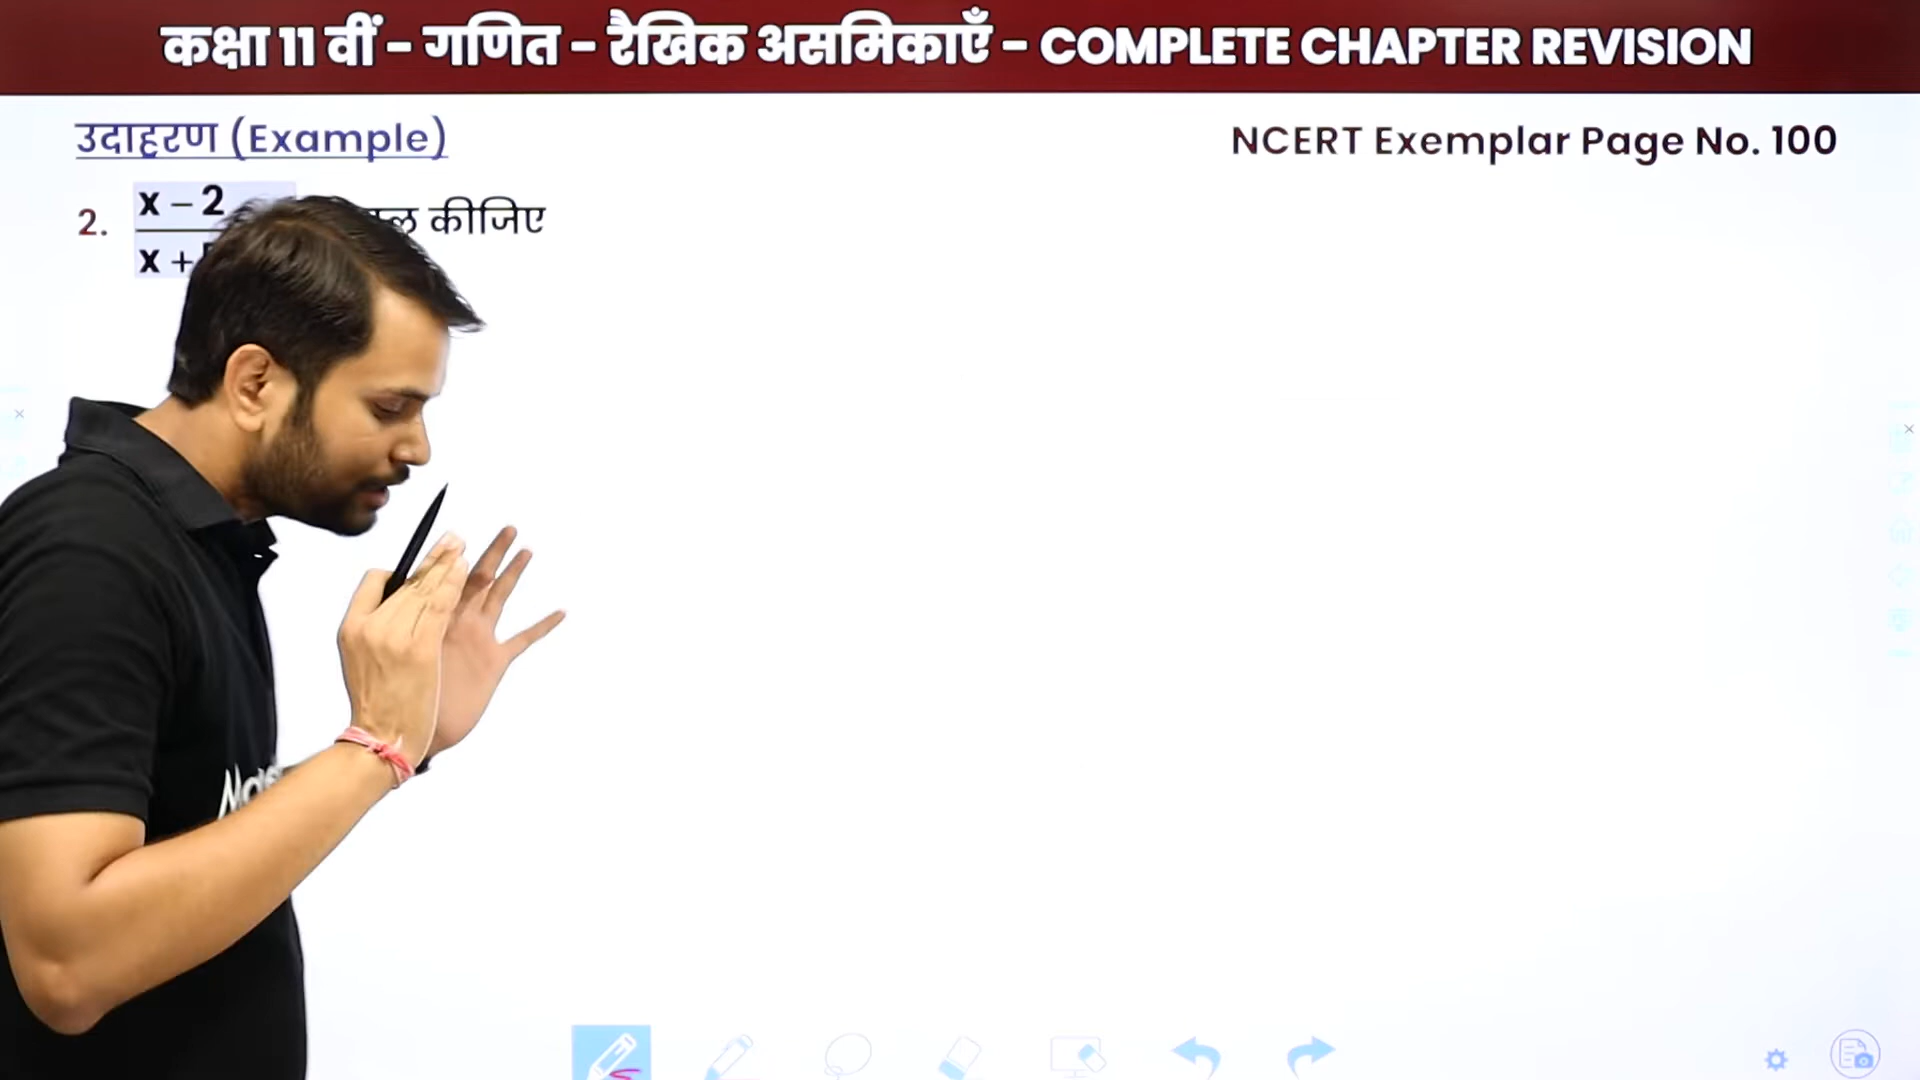 कक्षा 11 वीं - गणित - रैखिक असमिकाएँ - COMPLETE CHAPTER REVISION
उदाहरण (Example)
NCERT Exemplar Page No. 100
2.
x – 2
x +
कीजिए